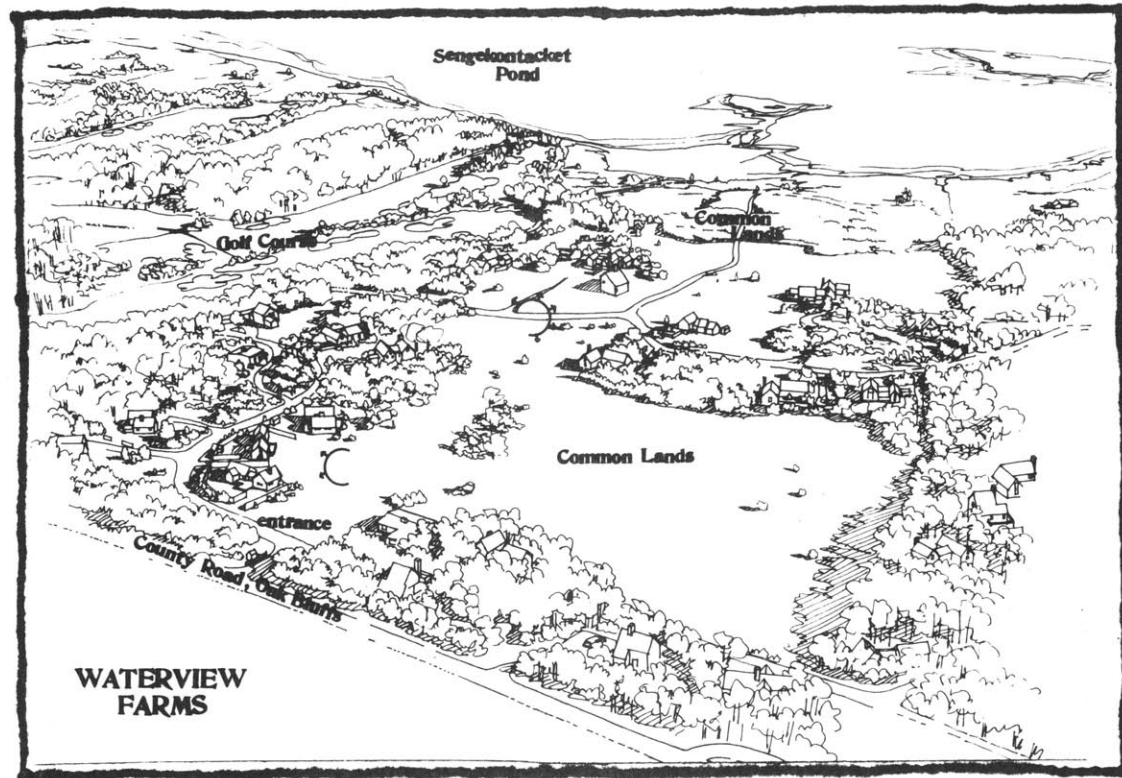 Sengekontacket
Pond
Common
Lands
Golf Course
Common Lands
entrance
County Road, Oak Bluffs
WATERVIEW
FARMS